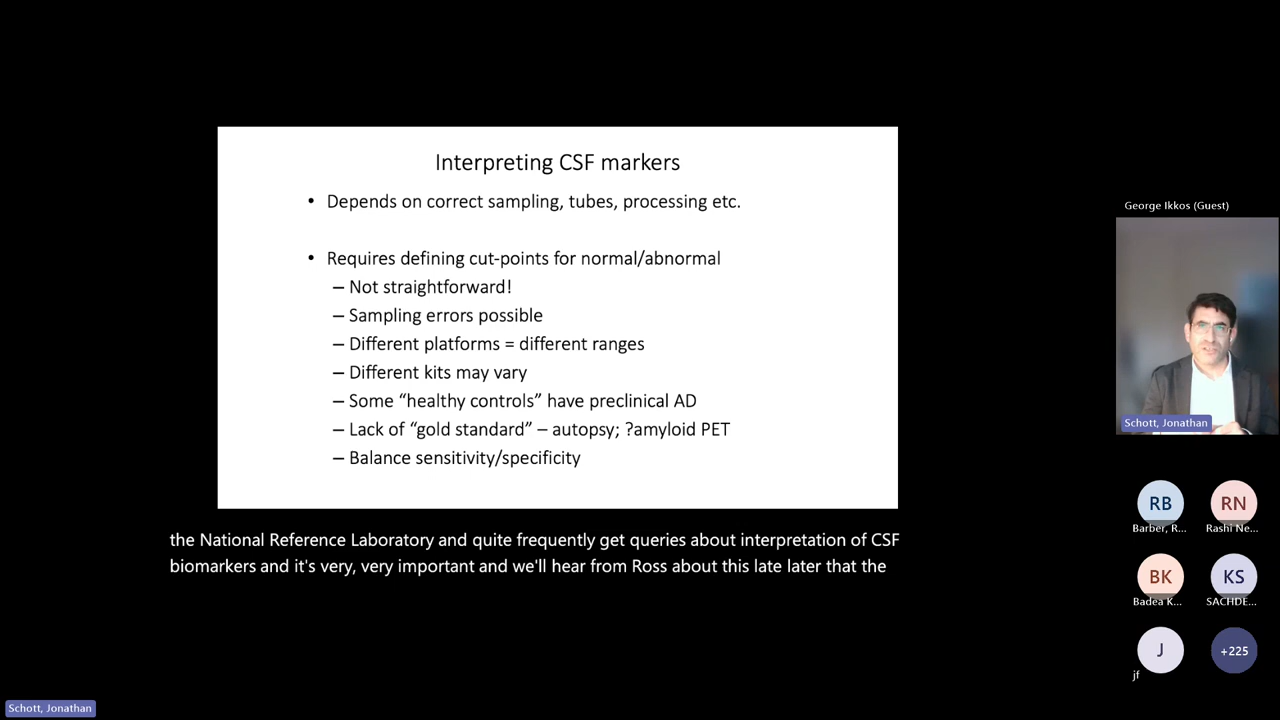 Interpreting CSF markers
• Depends on correct sampling, tubes, processing etc.
• Requires defining cut-points for normal/abnormal
– Not straightforward!
– Sampling errors possible
– Different platforms = different ranges
– Different kits may vary
– Some “healthy controls” have preclinical AD
– Lack of “gold standard” – autopsy; ?amyloid PET
– Balance sensitivity/specificity
the National Reference Laboratory and quite frequently get queries about interpretation of CSF
biomarkers and it's very, very important and we'll hear from Ross about this late later that the
George Ikkos (Guest)
Schott, Jonathan
RB
RN
Barber, R...
Rashi Ne...
BK
KS
Badea K...
SACHDE...
J
+225
jf
Schott, Jonathan